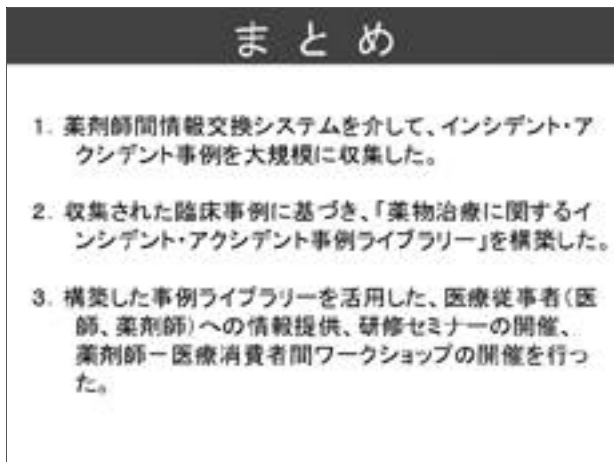 まとめ
1. 薬剤師間情報交換システムを介して、インシデント・ア
クシデント事例を大規模に収集した。
2. 収集された臨床事例に基づき、「薬物治療に関するイ
ンシデント・アクシデント事例ライブラリー」を構築した。
3. 構築した事例ライブラリーを活用した、医療従事者(医
師、薬剤師)への情報提供、研修セミナーの開催、
薬剤師－医療消費者間ワークショップの開催を行っ
た。